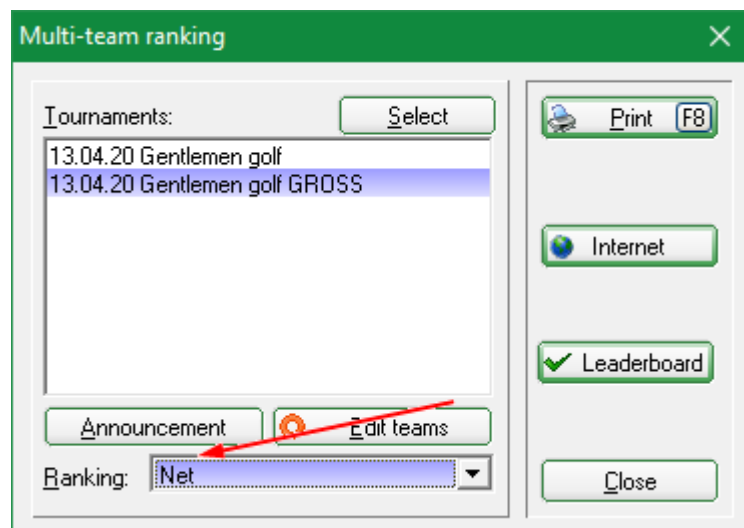 Multi-team ranking
Tournaments:
Select
13.04.20 Gentlemen golf
13.04.20 Gentlemen golf GROSS
Announcement
Edit teams
Ranking:
Net
Print F8
Internet
Leaderboard
Close